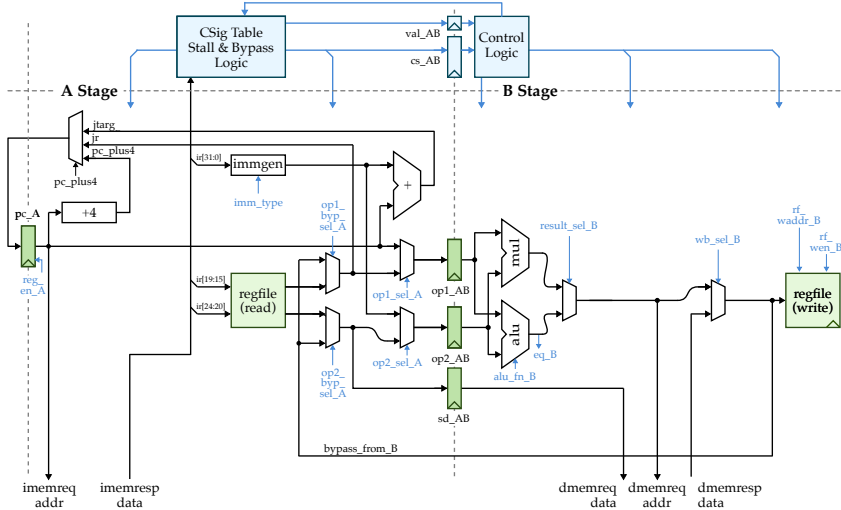 CSig Table
Stall & Bypass
Logic
val_AB
cs_AB
Control
Logic
A Stage
B Stage
jtarg
jr
pc_plus4
pc_plus4
ir[31:0]
immgen
imm_type
+
+4
pc_A
reg_
en_A
op1_
byp_
sel_A
ir[19:15]
ir[24:20]
regfile
(read)
op1_sel_A
op2_sel_A
op2_
byp_
sel_A
op1_AB
op2_AB
sd_AB
mul
alu
alu_fn_B
eq_B
result_sel_B
wb_sel_B
rf_
waddr_B
rf_
wen_B
regfile
(write)
bypass_from_B
imemreq
addr
imemresp
data
dmemreq
data
dmemreq
addr
dmemresp
data